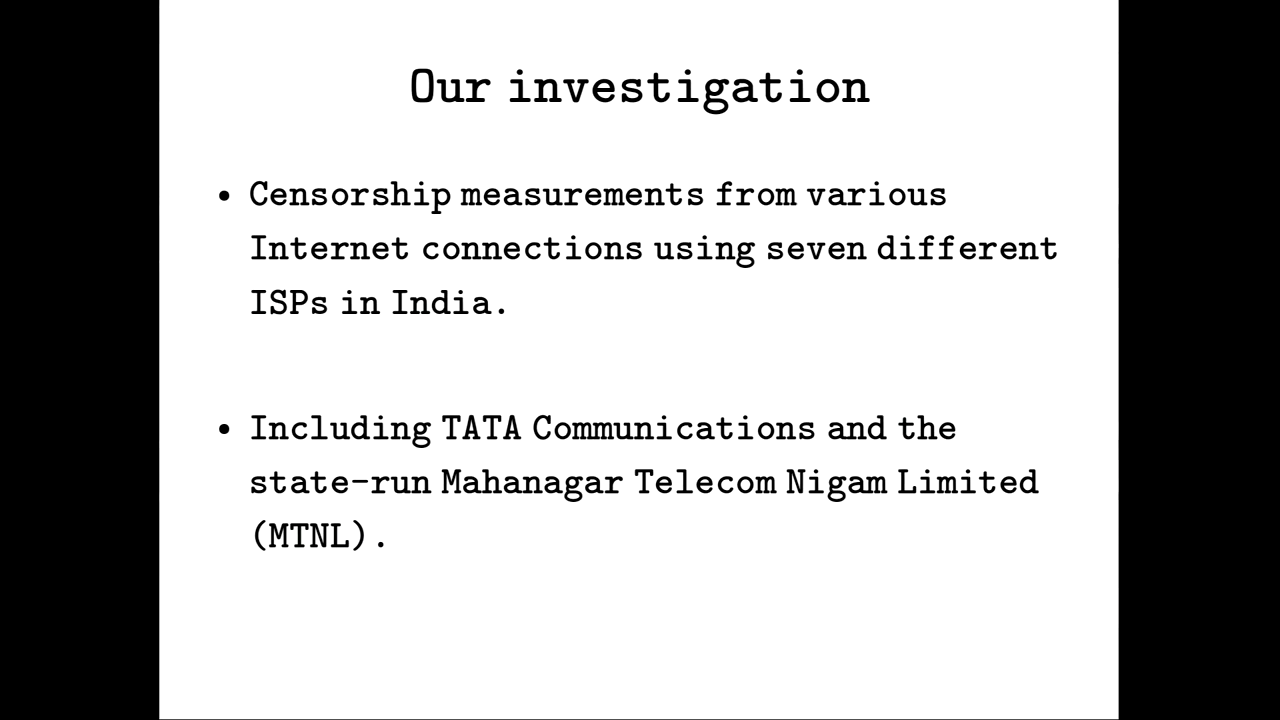 Our investigation
• Censorship measurements from various
Internet connections using seven different
ISPs in India.
• Including TATA Communications and the
state-run Mahanagar Telecom Nigam Limited
(MTNL).